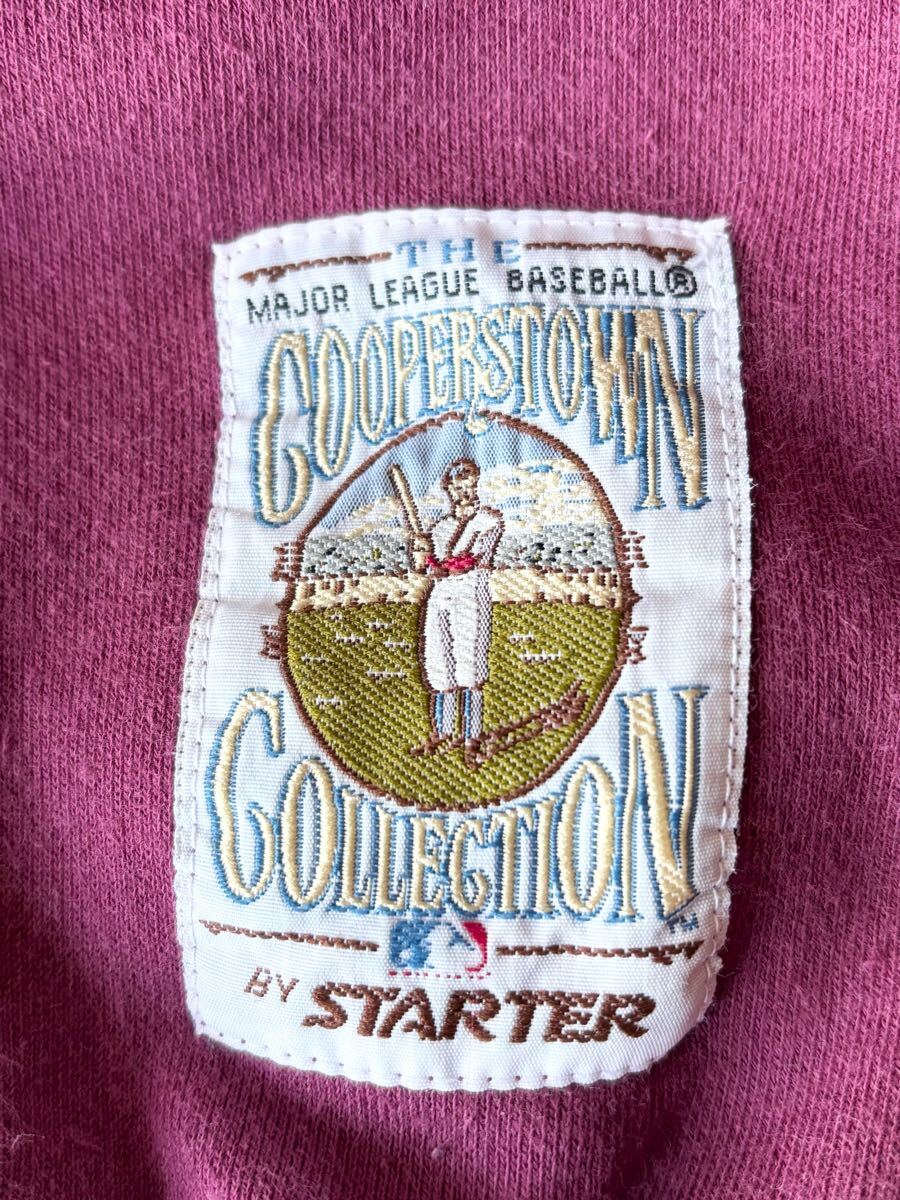 THE
MAJOR LEAGUE BASEBALL®
COOPERSTOWN
COLLECTION
BY STARTER